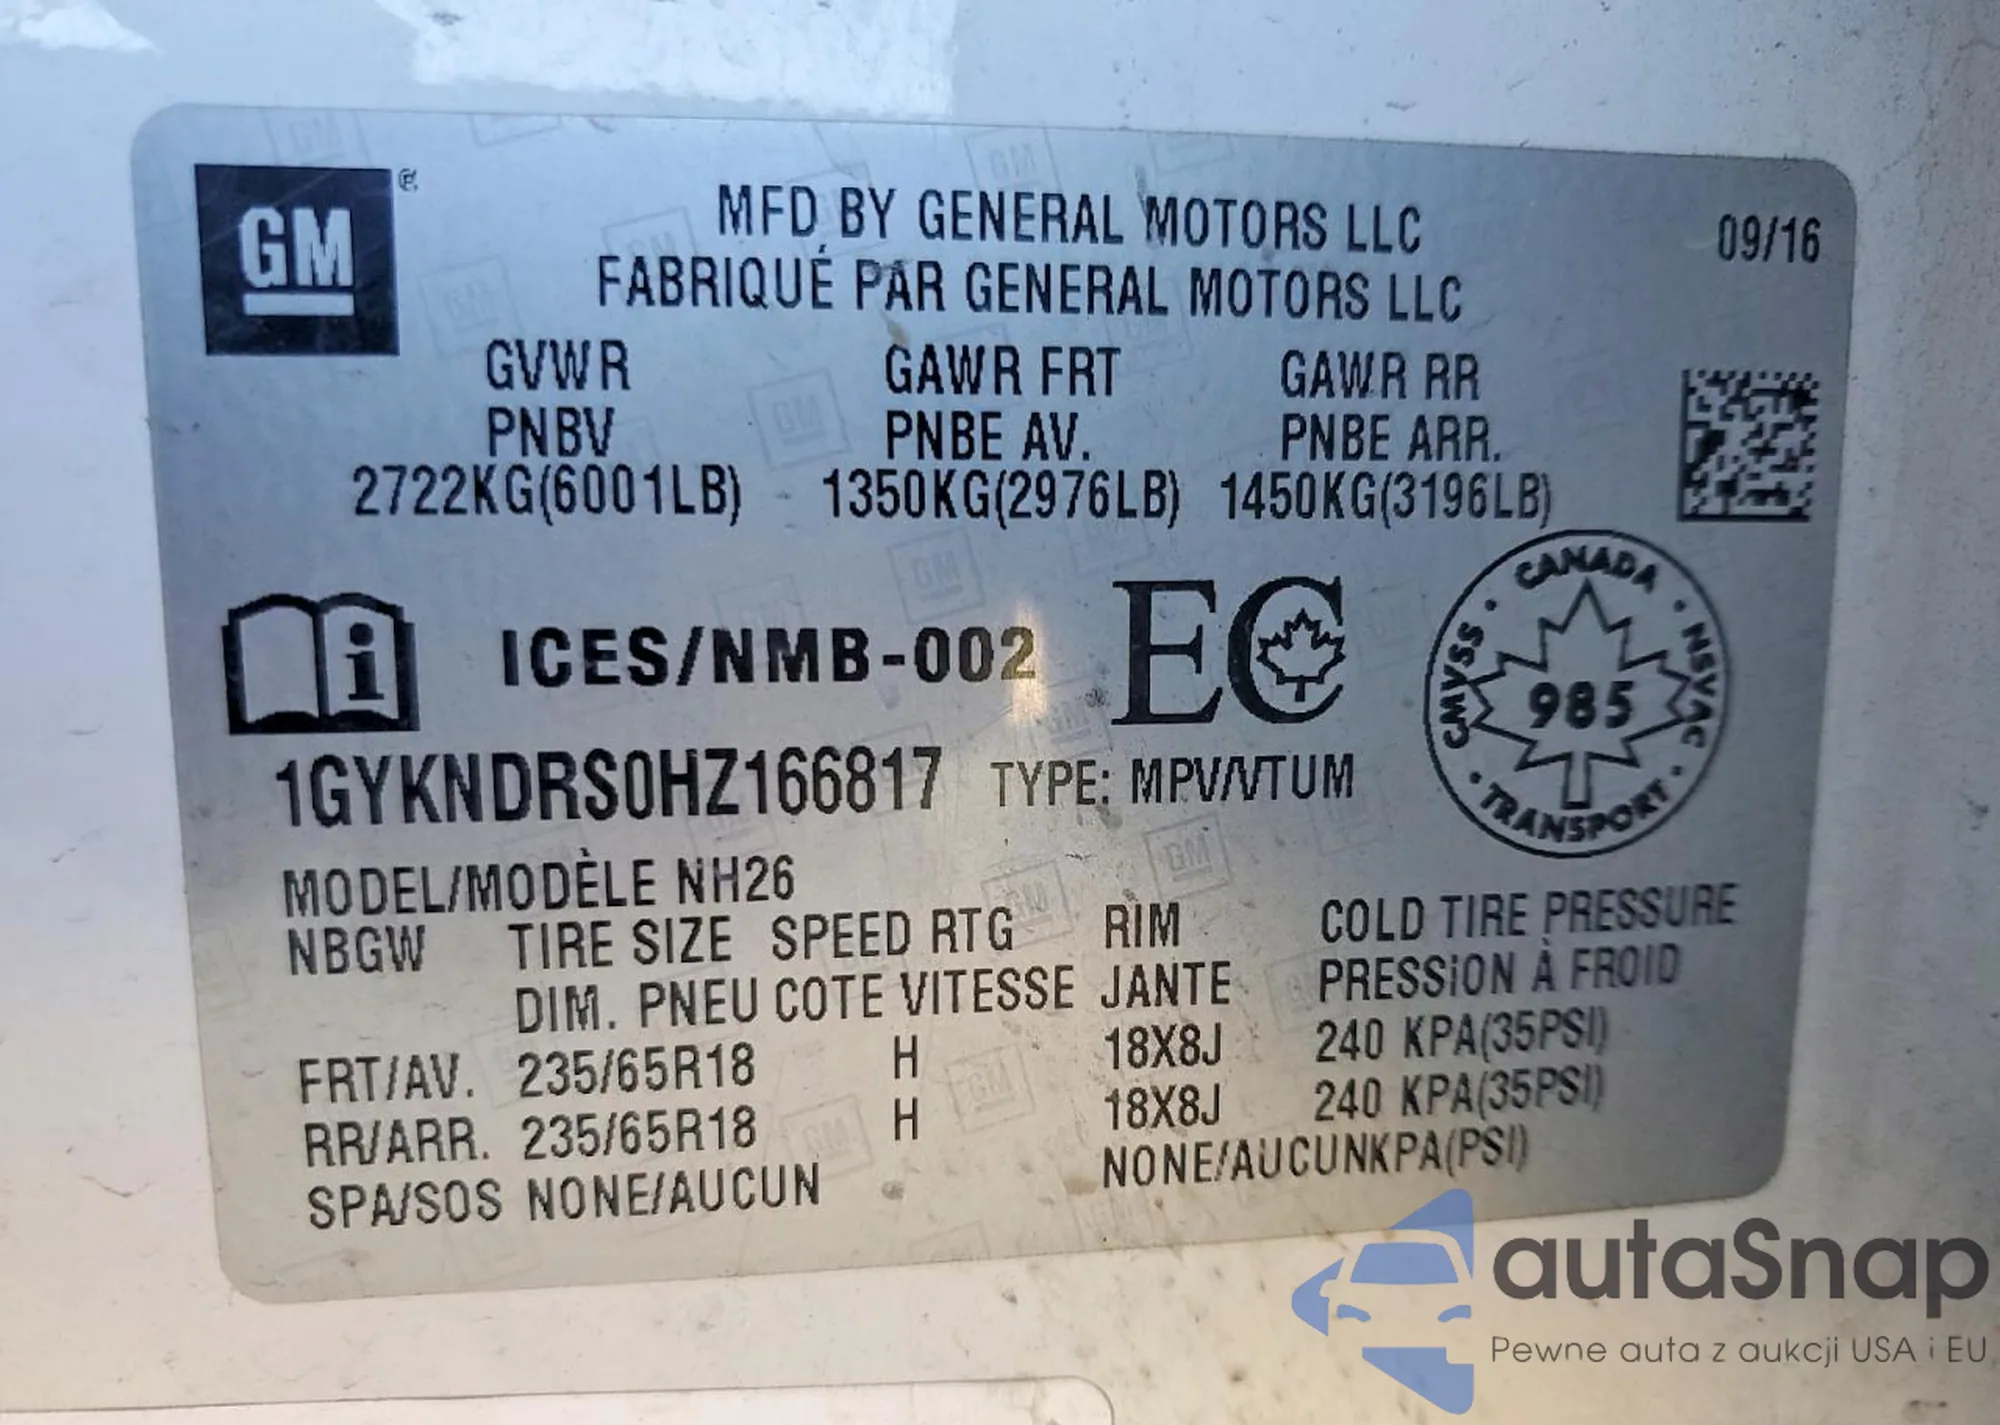 GM ®
MFD BY GENERAL MOTORS LLC
09/16
FABRIQUÉ PAR GENERAL MOTORS LLC
GVWR GAWR FRT GAWR RR
PNBV PNBE AV. PNBE ARR.
2722KG(6001LB) 1350KG(2976LB) 1450KG(3196LB)
i ICES/NMB-002 EC
CANADA
CMVSS 985 NSVAC
TRANSPORT
1GYKNDRS0HZ166817 TYPE: MPV/VTUM
MODEL/MODÈLE NH26
NBGW TIRE SIZE SPEED RTG RIM COLD TIRE PRESSURE
DIM. PNEU COTE VITESSE JANTE PRESSION À FROID
FRT/AV. 235/65R18 H 18X8J 240 KPA(35PSI)
RR/ARR. 235/65R18 H 18X8J 240 KPA(35PSI)
SPA/SOS NONE/AUCUN NONE/AUCUNKPA(PSI)
autaSnap
Pewne auta z aukcji USA i EU